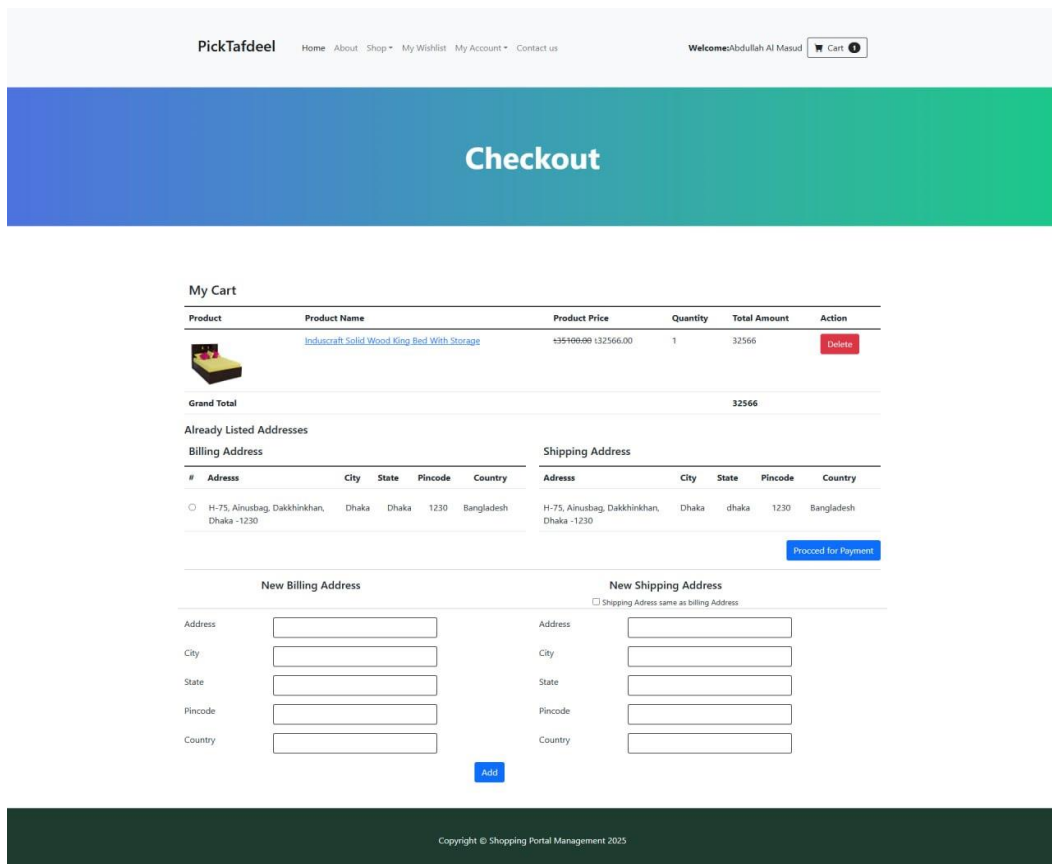 PickTafdeel Home About Shop My Wishlist My Account Contact us Welcome:Abdullah Al Masud Cart 1
Checkout
My Cart
Product Product Name Product Price Quantity Total Amount Action
Induscraft Solid Wood King Bed With Storage ৳35100.00 ৳32566.00 1 32566 Delete
Grand Total 32566
Already Listed Addresses
Billing Address Shipping Address
# Adresss City State Pincode Country Adresss City State Pincode Country
H-75, Ainusbag, Dakkhinkhan, Dhaka Dhaka 1230 Bangladesh H-75, Ainusbag, Dakkhinkhan, Dhaka dhaka 1230 Bangladesh
Dhaka -1230 Dhaka -1230
Procced for Payment
New Billing Address New Shipping Address
Shipping Adress same as billing Address
Address Address
City City
State State
Pincode Pincode
Country Country
Add
Copyright © Shopping Portal Management 2025